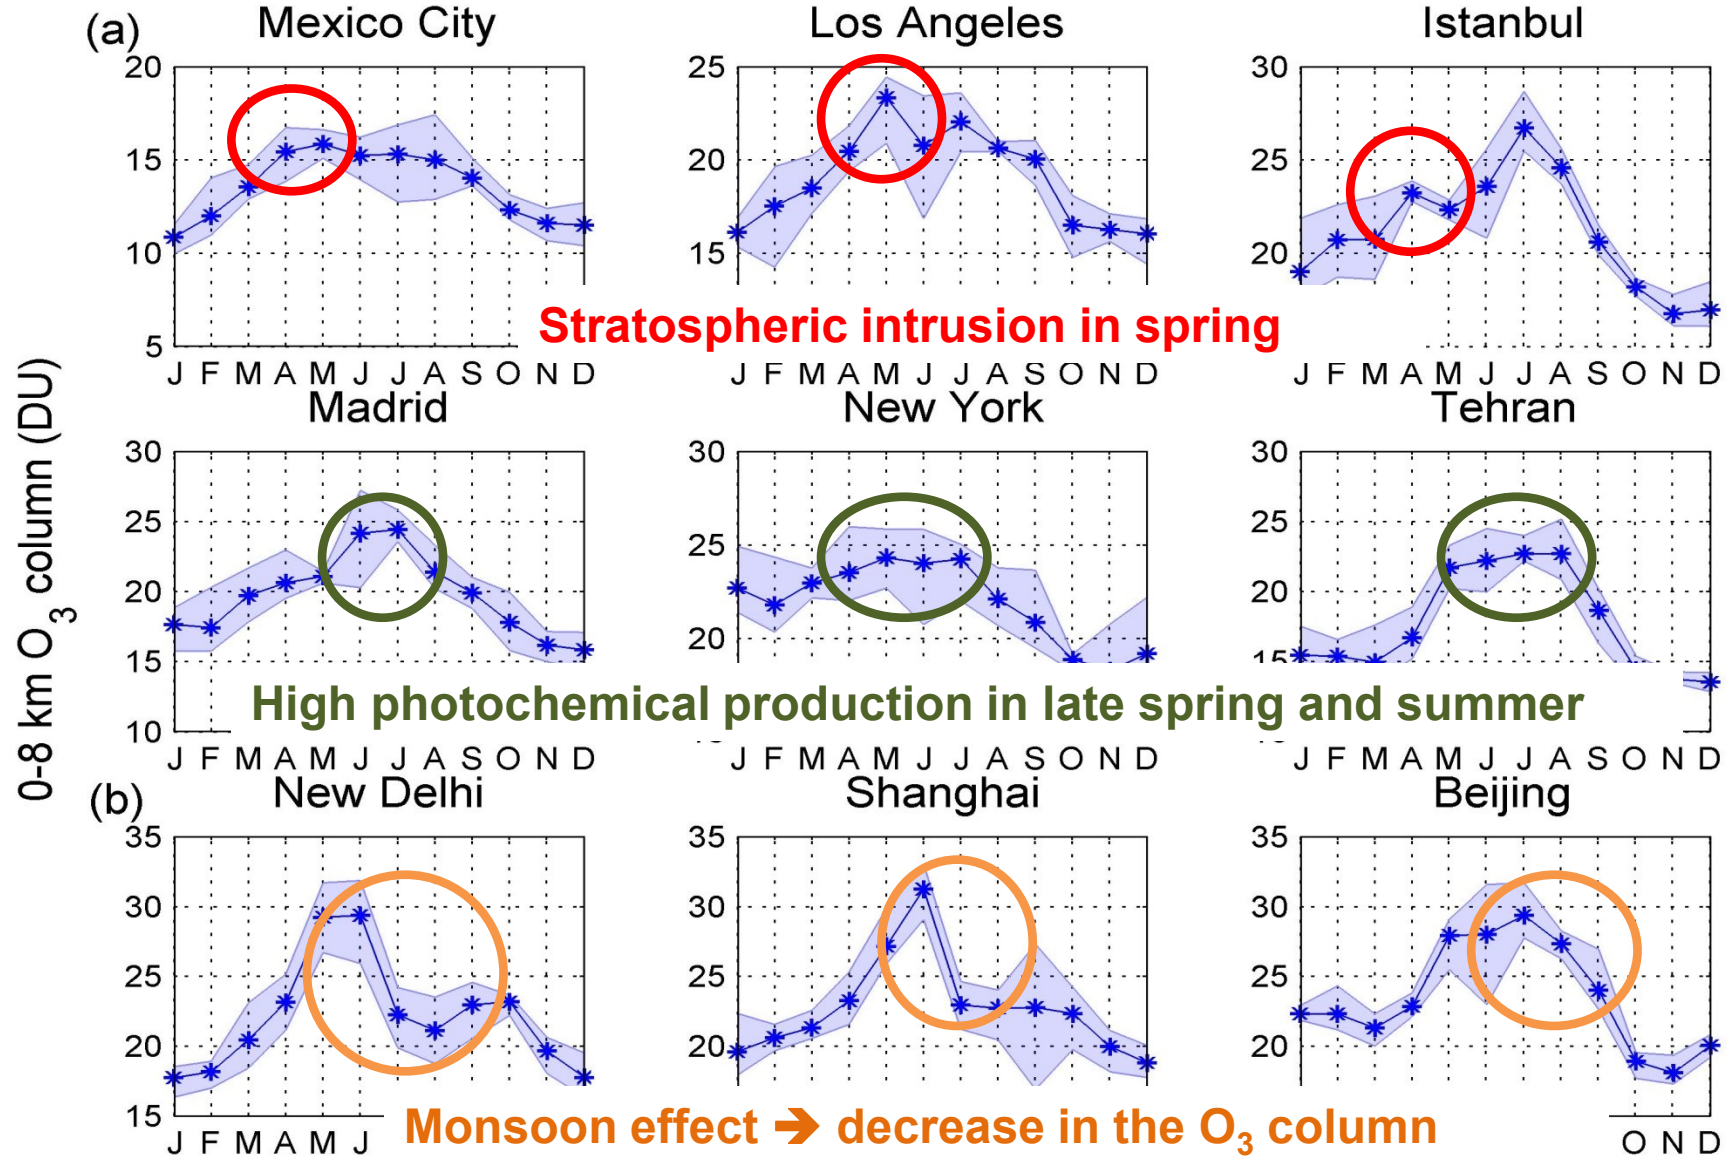 (a) Mexico City Los Angeles Istanbul
20 25 30
15 20 25
10 15 20
5
Stratospheric intrusion in spring
J F M A M J J A S O N D J F M A M J J A S O N D J F M A M J J A S O N D
0-8 km O3 column (DU)
Madrid New York Tehran
30 30 30
25 25 25
20 20 20
15 15
10
High photochemical production in late spring and summer
J F M A M J J A S O N D J F M A M J J A S O N D J F M A M J J A S O N D
(b) New Delhi Shanghai Beijing
35 35 35
30 30 30
25 25 25
20 20 20
15
Monsoon effect ➔ decrease in the O3 column
J F M A M J O N D